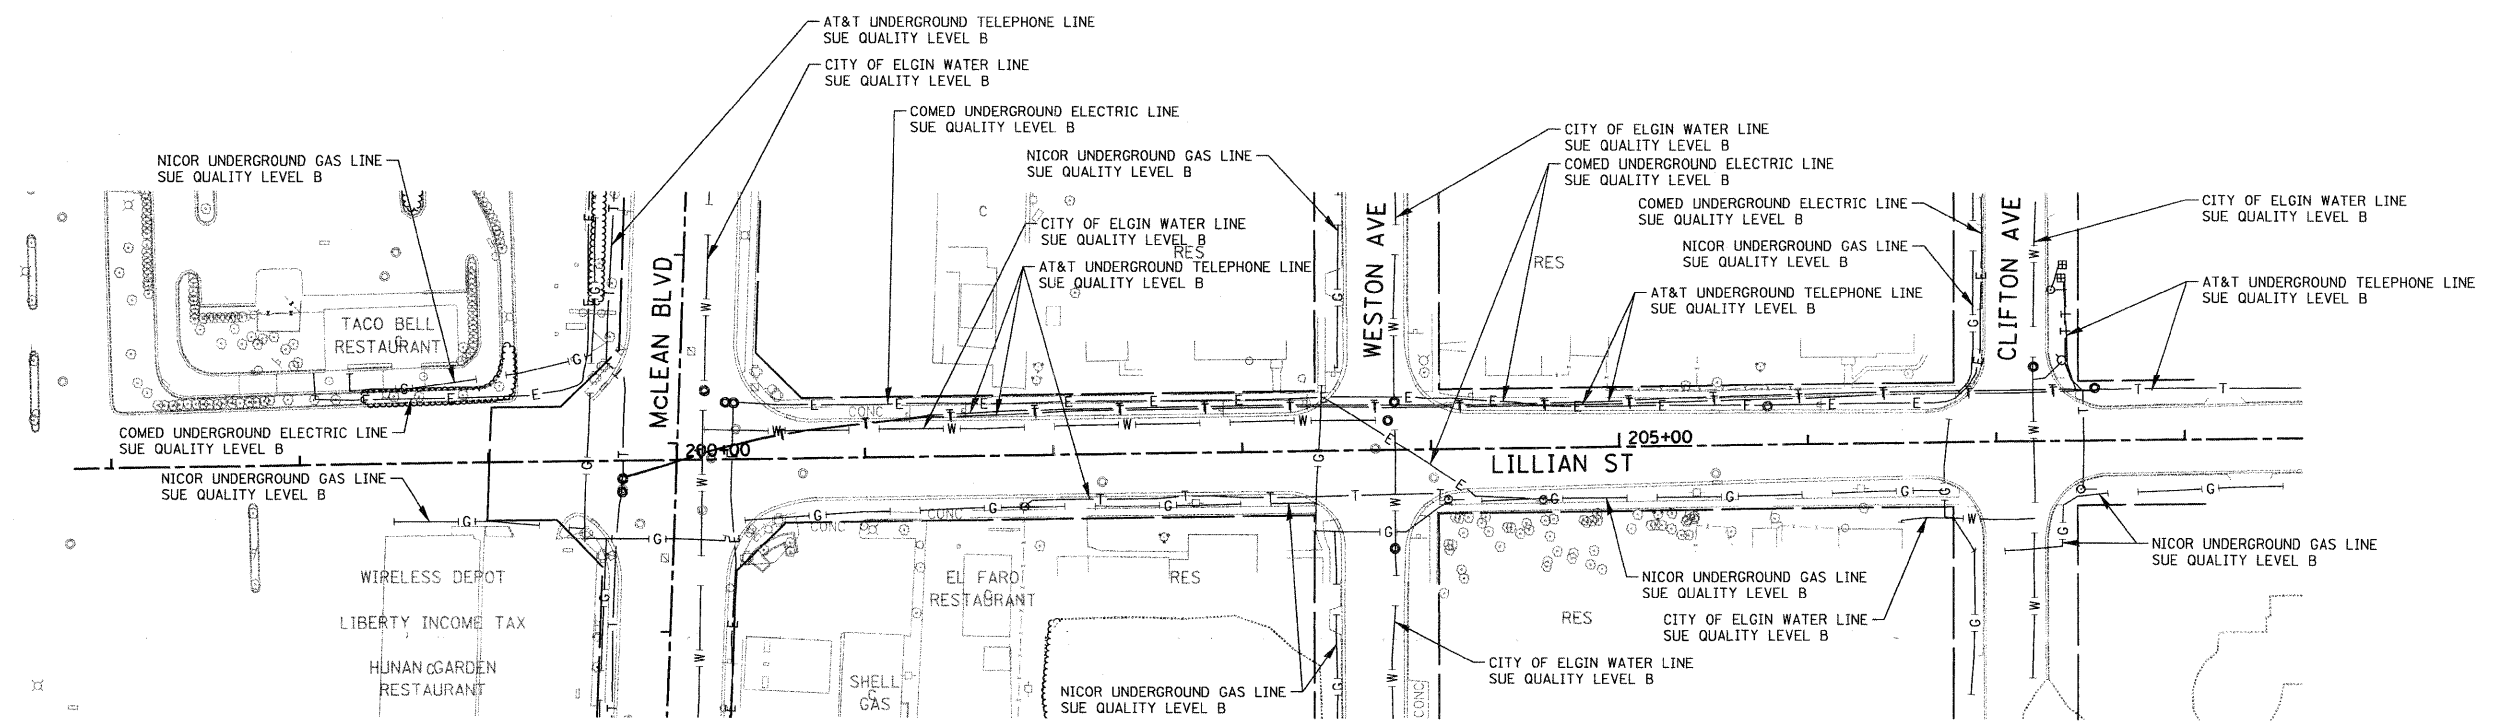 AT&T UNDERGROUND TELEPHONE LINE
SUE QUALITY LEVEL B
CITY OF ELGIN WATER LINE
SUE QUALITY LEVEL B
COMED UNDERGROUND ELECTRIC LINE
SUE QUALITY LEVEL B
NICOR UNDERGROUND GAS LINE
SUE QUALITY LEVEL B
NICOR UNDERGROUND GAS LINE
SUE QUALITY LEVEL B
CITY OF ELGIN WATER LINE
SUE QUALITY LEVEL B
COMED UNDERGROUND ELECTRIC LINE
SUE QUALITY LEVEL B
COMED UNDERGROUND ELECTRIC LINE
SUE QUALITY LEVEL B
CITY OF ELGIN WATER LINE
SUE QUALITY LEVEL B
C
CITY OF ELGIN WATER LINE
SUE QUALITY LEVEL B
RES
NICOR UNDERGROUND GAS LINE
SUE QUALITY LEVEL B
AT&T UNDERGROUND TELEPHONE LINE
SUE QUALITY LEVEL B
RES
AT&T UNDERGROUND TELEPHONE LINE
SUE QUALITY LEVEL B
AT&T UNDERGROUND TELEPHONE LINE
SUE QUALITY LEVEL B
McLEAN BLVD
WESTON AVE
CLIFTON AVE
TACO BELL
RESTAURANT
C
CONC
COMED UNDERGROUND ELECTRIC LINE
SUE QUALITY LEVEL B
200+00
205+00
LILLIAN ST
NICOR UNDERGROUND GAS LINE
SUE QUALITY LEVEL B
CONC
CONC
WIRELESS DEPOT
LIBERTY INCOME TAX
HUNAN GARDEN
C
RESTAURANT
EL FARO
RESTAURANT
C
RES
SHELL
C
GAS
NICOR UNDERGROUND GAS LINE
SUE QUALITY LEVEL B
NICOR UNDERGROUND GAS LINE
SUE QUALITY LEVEL B
RES
CITY OF ELGIN WATER LINE
SUE QUALITY LEVEL B
CITY OF ELGIN WATER LINE
SUE QUALITY LEVEL B
NICOR UNDERGROUND GAS LINE
SUE QUALITY LEVEL B
CONC